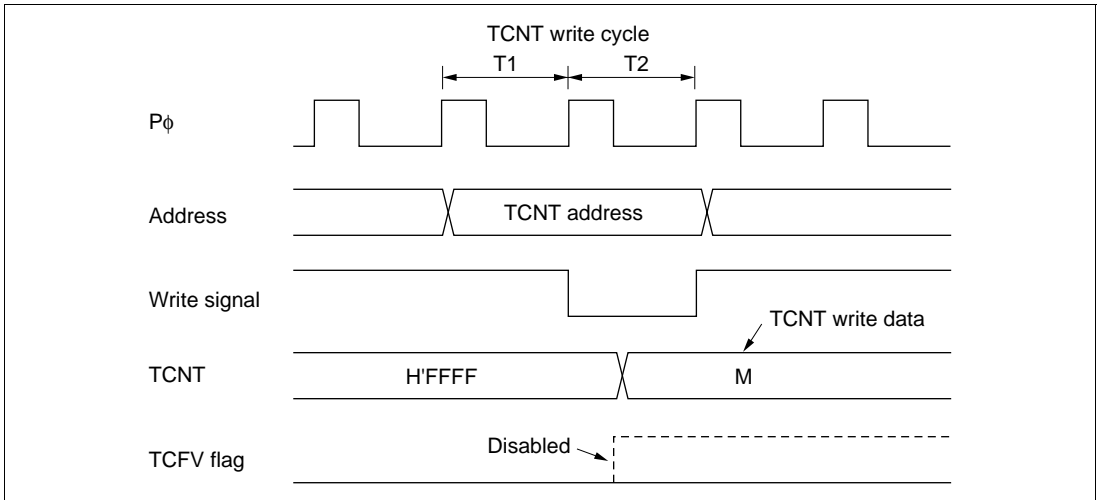 TCNT write cycle
T1 T2
Pφ
Address TCNT address
Write signal
TCNT write data
TCNT H'FFFF M
Disabled
TCFV flag